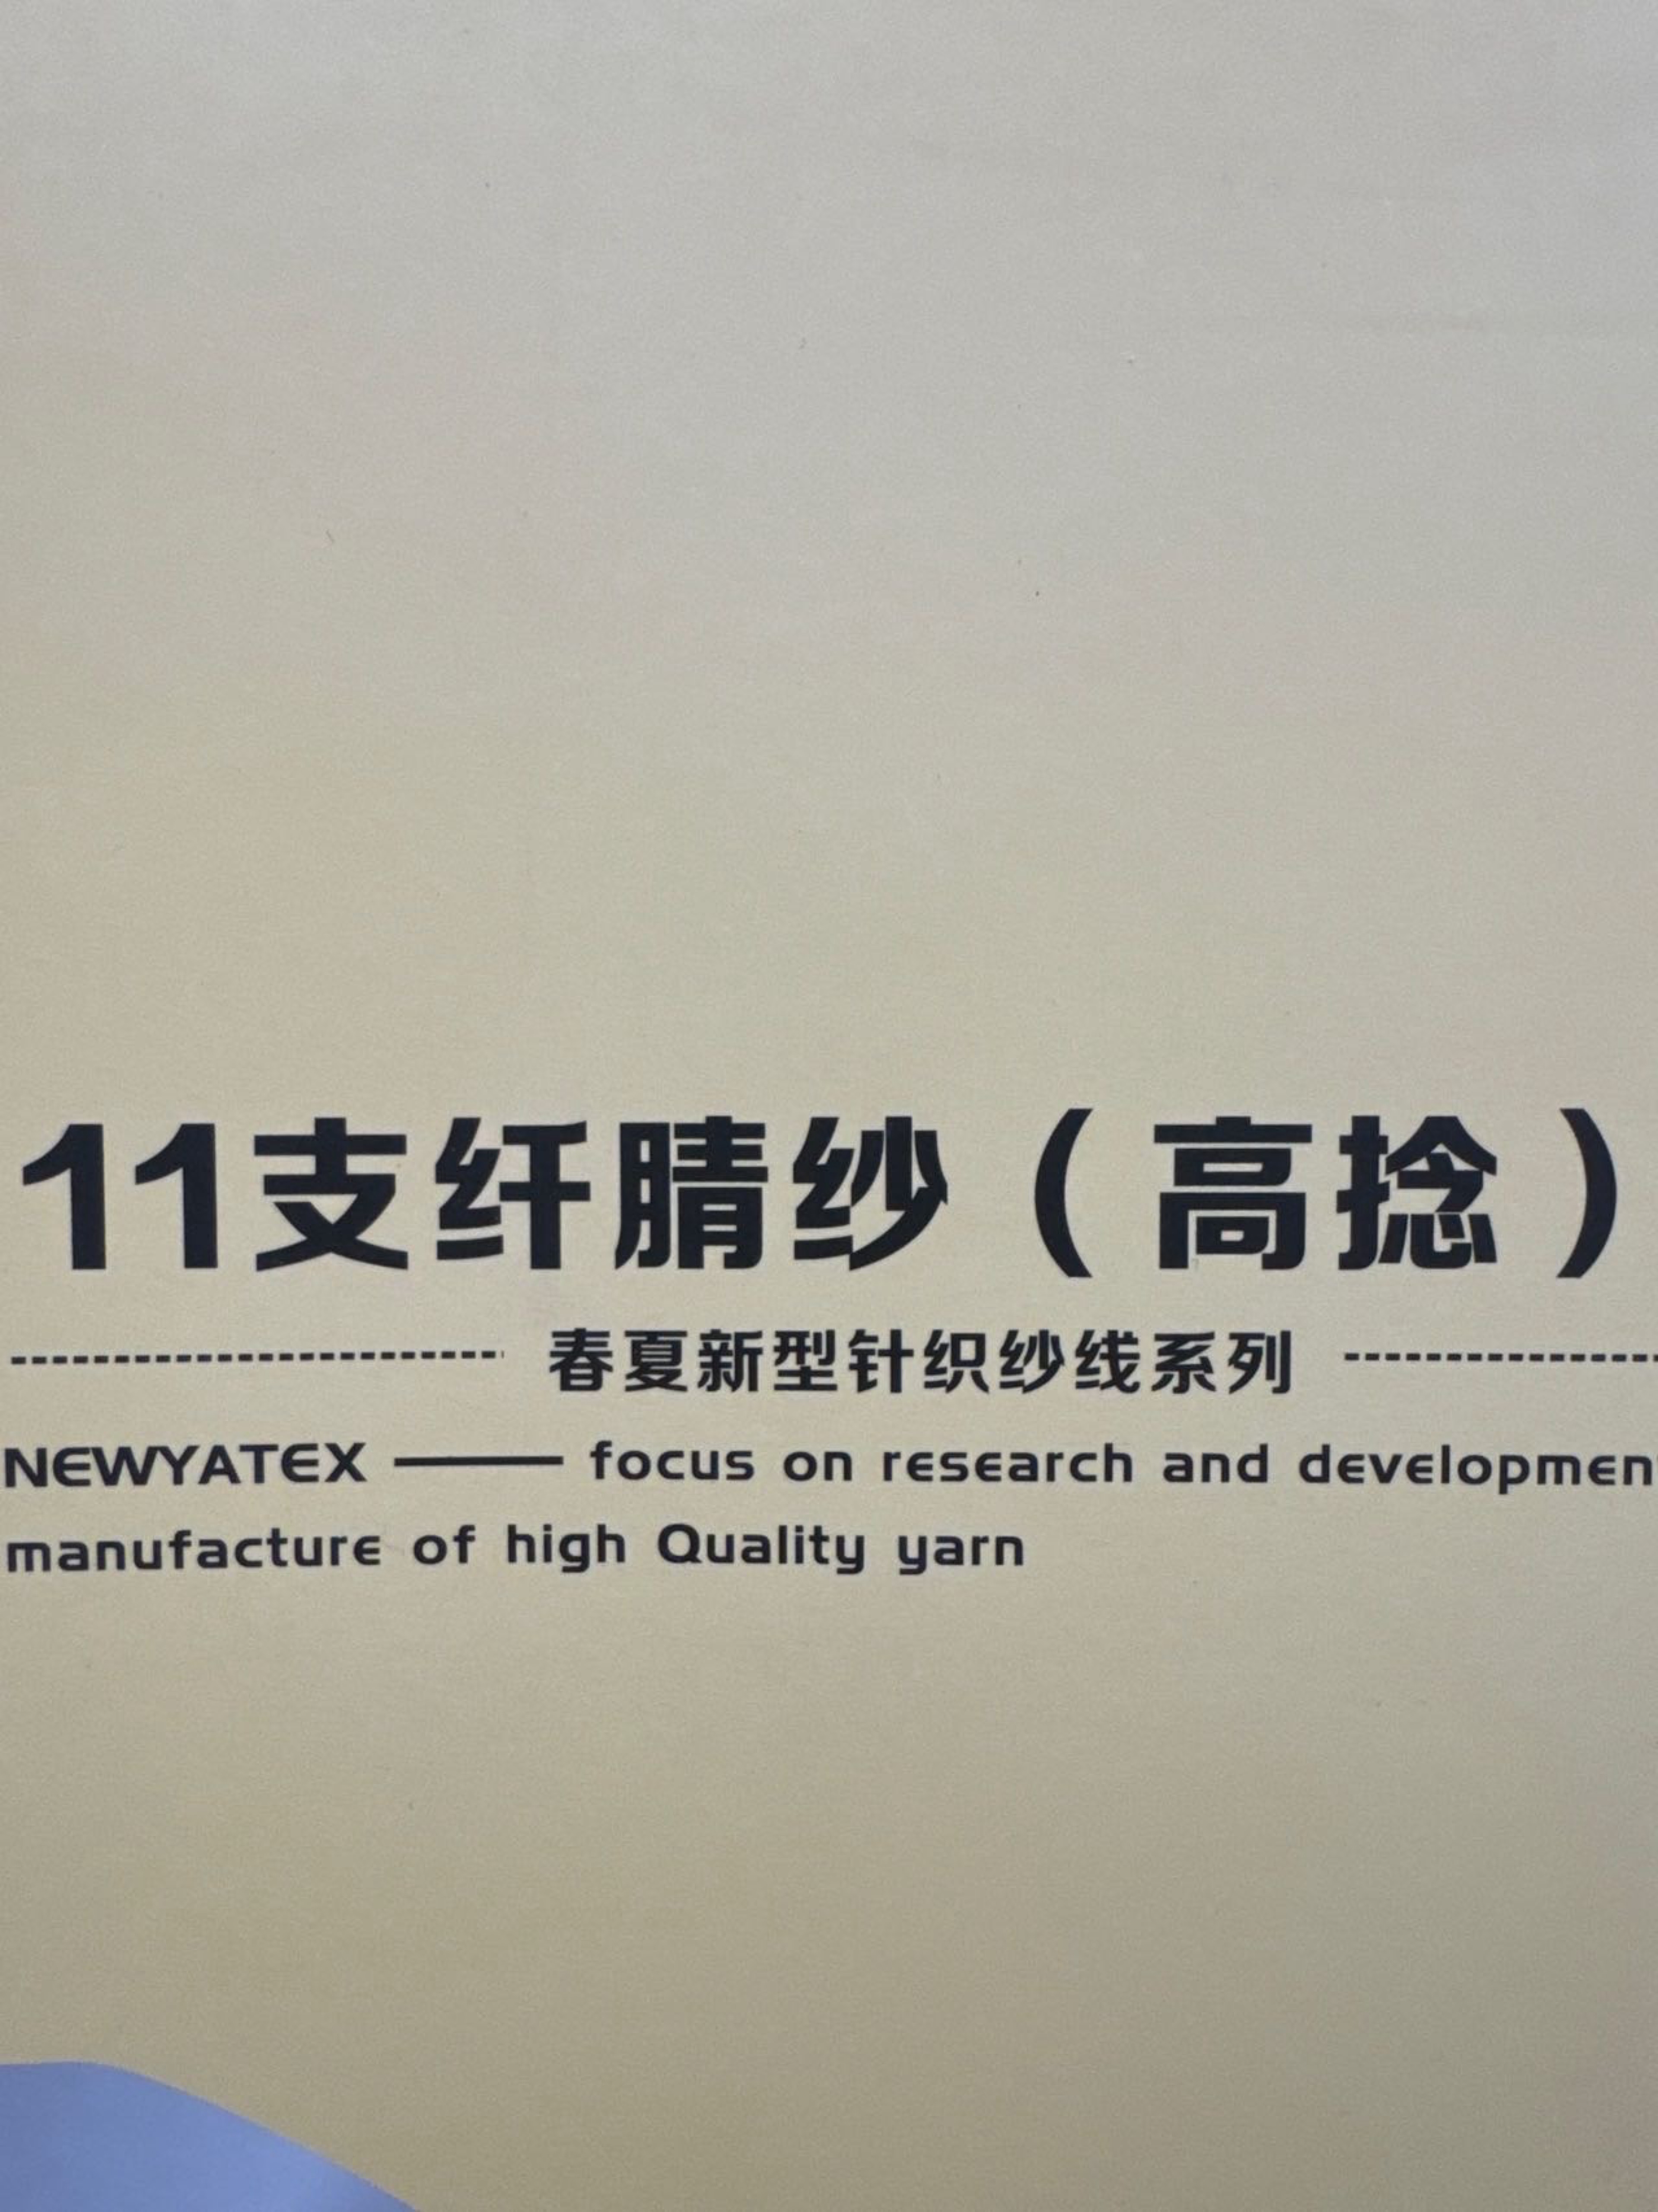 11支纤腈纱（高捻）
春夏新型针织纱线系列
NEWYATEX —— focus on research and development
manufacture of high Quality yarn